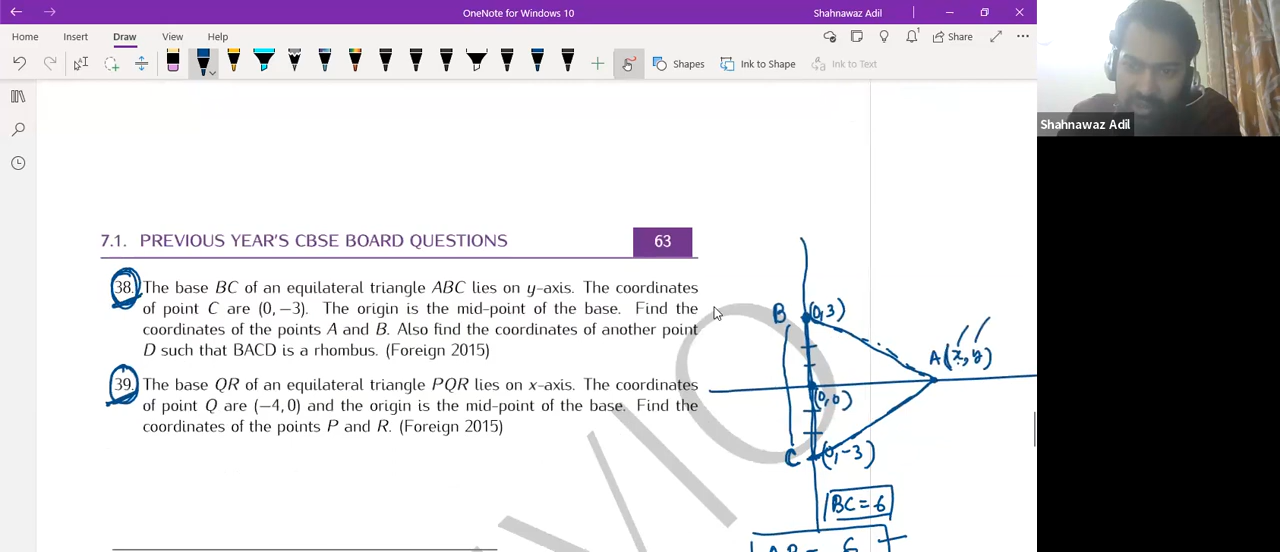 OneNote for Windows 10
Shahnawaz Adil
Home Insert Draw View Help
Share
Shapes
Ink to Shape
Ink to Text
Shahnawaz Adil
7.1. PREVIOUS YEAR'S CBSE BOARD QUESTIONS 63
38. The base BC of an equilateral triangle ABC lies on y-axis. The coordinates
of point C are (0, −3). The origin is the mid-point of the base. Find the
coordinates of the points A and B. Also find the coordinates of another point
D such that BACD is a rhombus. (Foreign 2015)
39. The base QR of an equilateral triangle PQR lies on x-axis. The coordinates
of point Q are (−4, 0) and the origin is the mid-point of the base. Find the
coordinates of the points P and R. (Foreign 2015)
B (0, 3)
A (x, y)
(0, 0)
C (0, −3)
BC = 6